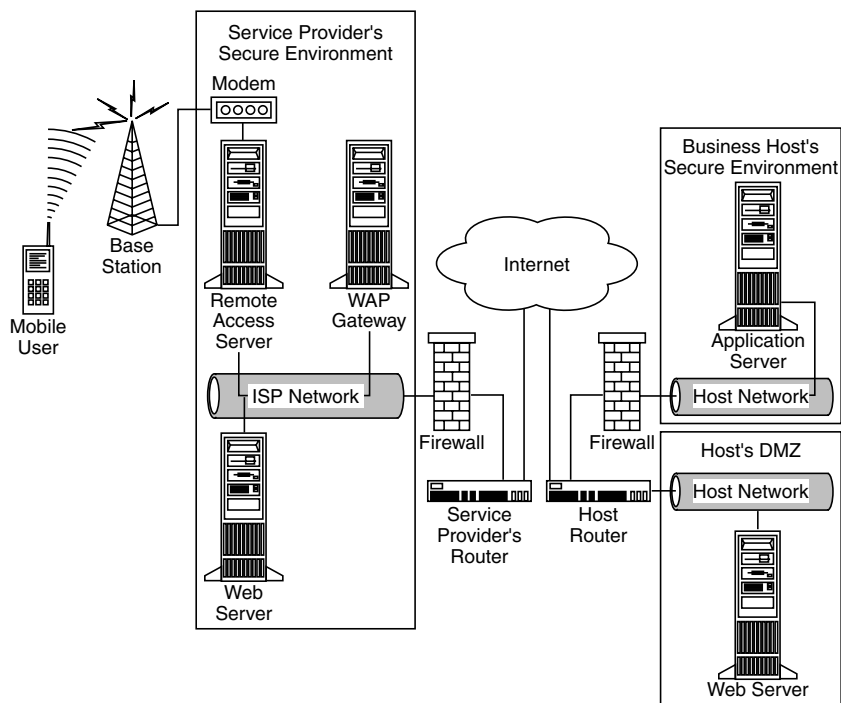 Service Provider's
Secure Environment
Modem
Base
Station
Mobile
User
Remote
Access
Server
WAP
Gateway
ISP Network
Web
Server
Firewall
Service
Provider's
Router
Internet
Host
Router
Firewall
Business Host's
Secure Environment
Application
Server
Host Network
Host's DMZ
Host Network
Web Server